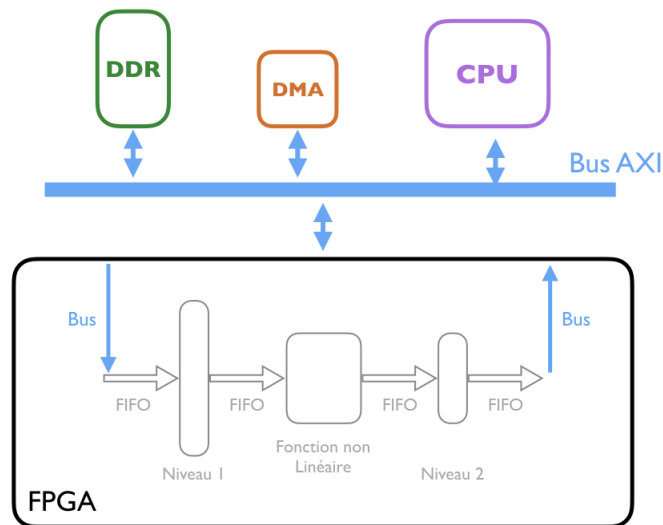 DDR
DMA
CPU
Bus AXI
Bus
Bus
FIFO
FIFO
FIFO
FIFO
Fonction non
Linéaire
Niveau 1
Niveau 2
FPGA